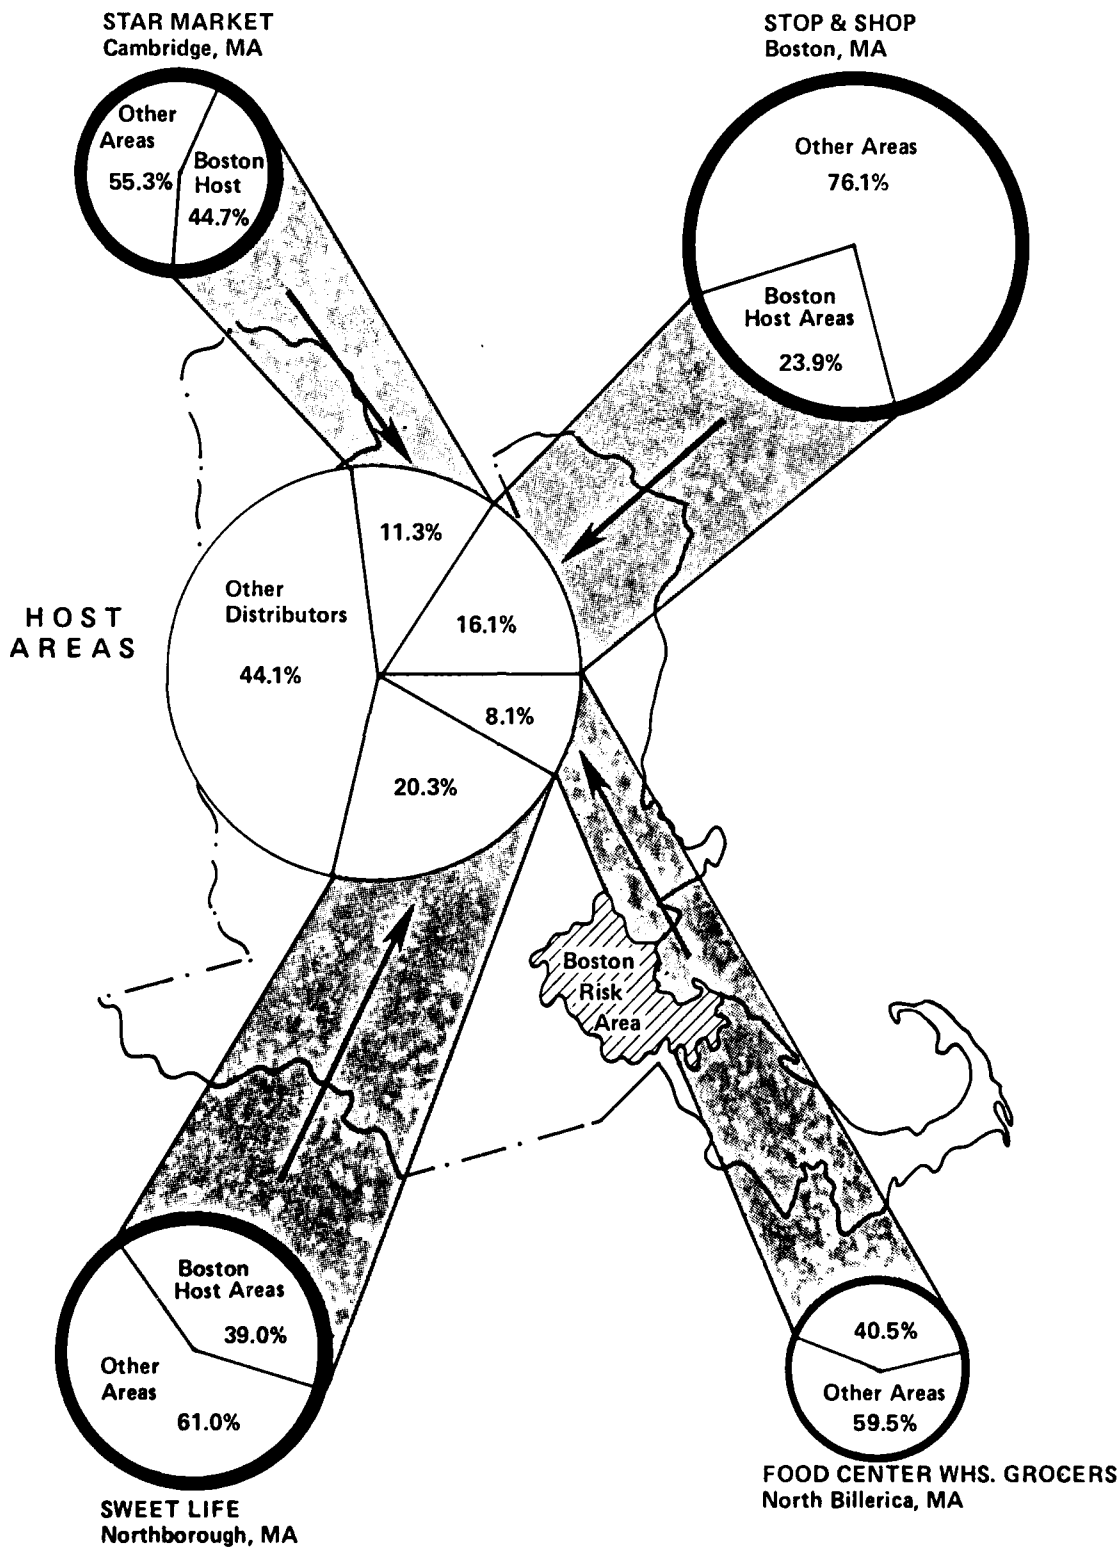 STAR MARKET
Cambridge, MA
Other
Areas
55.3%
Boston
Host
44.7%
STOP & SHOP
Boston, MA
Other Areas
76.1%
Boston
Host Areas
23.9%
HOST
AREAS
11.3%
Other
Distributors
44.1%
16.1%
8.1%
20.3%
Boston
Risk
Area
Boston
Host Areas
39.0%
Other
Areas
61.0%
SWEET LIFE
Northborough, MA
40.5%
Other Areas
59.5%
FOOD CENTER WHS. GROCERS
North Billerica, MA